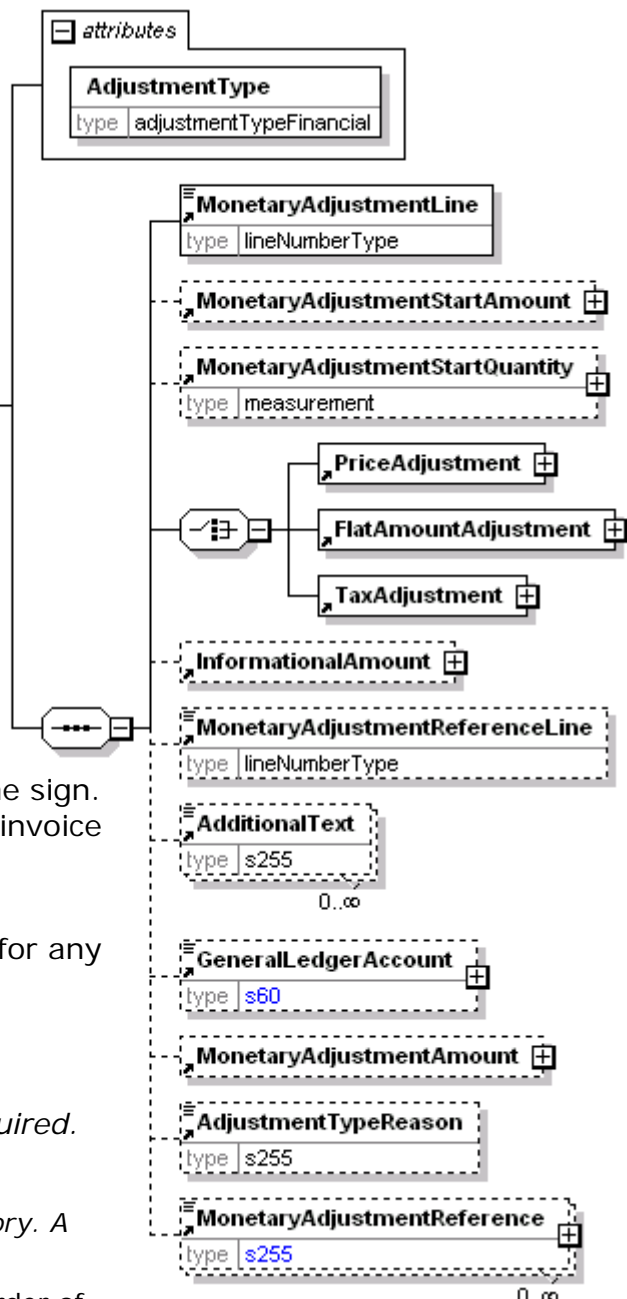 attributes
AdjustmentType
type adjustmentTypeFinancial
MonetaryAdjustmentLine
type lineNumberType
MonetaryAdjustmentStartAmount
MonetaryAdjustmentStartQuantity
type measurement
PriceAdjustment
FlatAmountAdjustment
TaxAdjustment
InformationalAmount
MonetaryAdjustmentReferenceLine
type lineNumberType
e sign.
invoice
AdditionalText
type s255
0..∞
for any
GeneralLedgerAccount
type s60
MonetaryAdjustmentAmount
uired.
AdjustmentTypeReason
type s255
ory. A
MonetaryAdjustmentReference
type s255